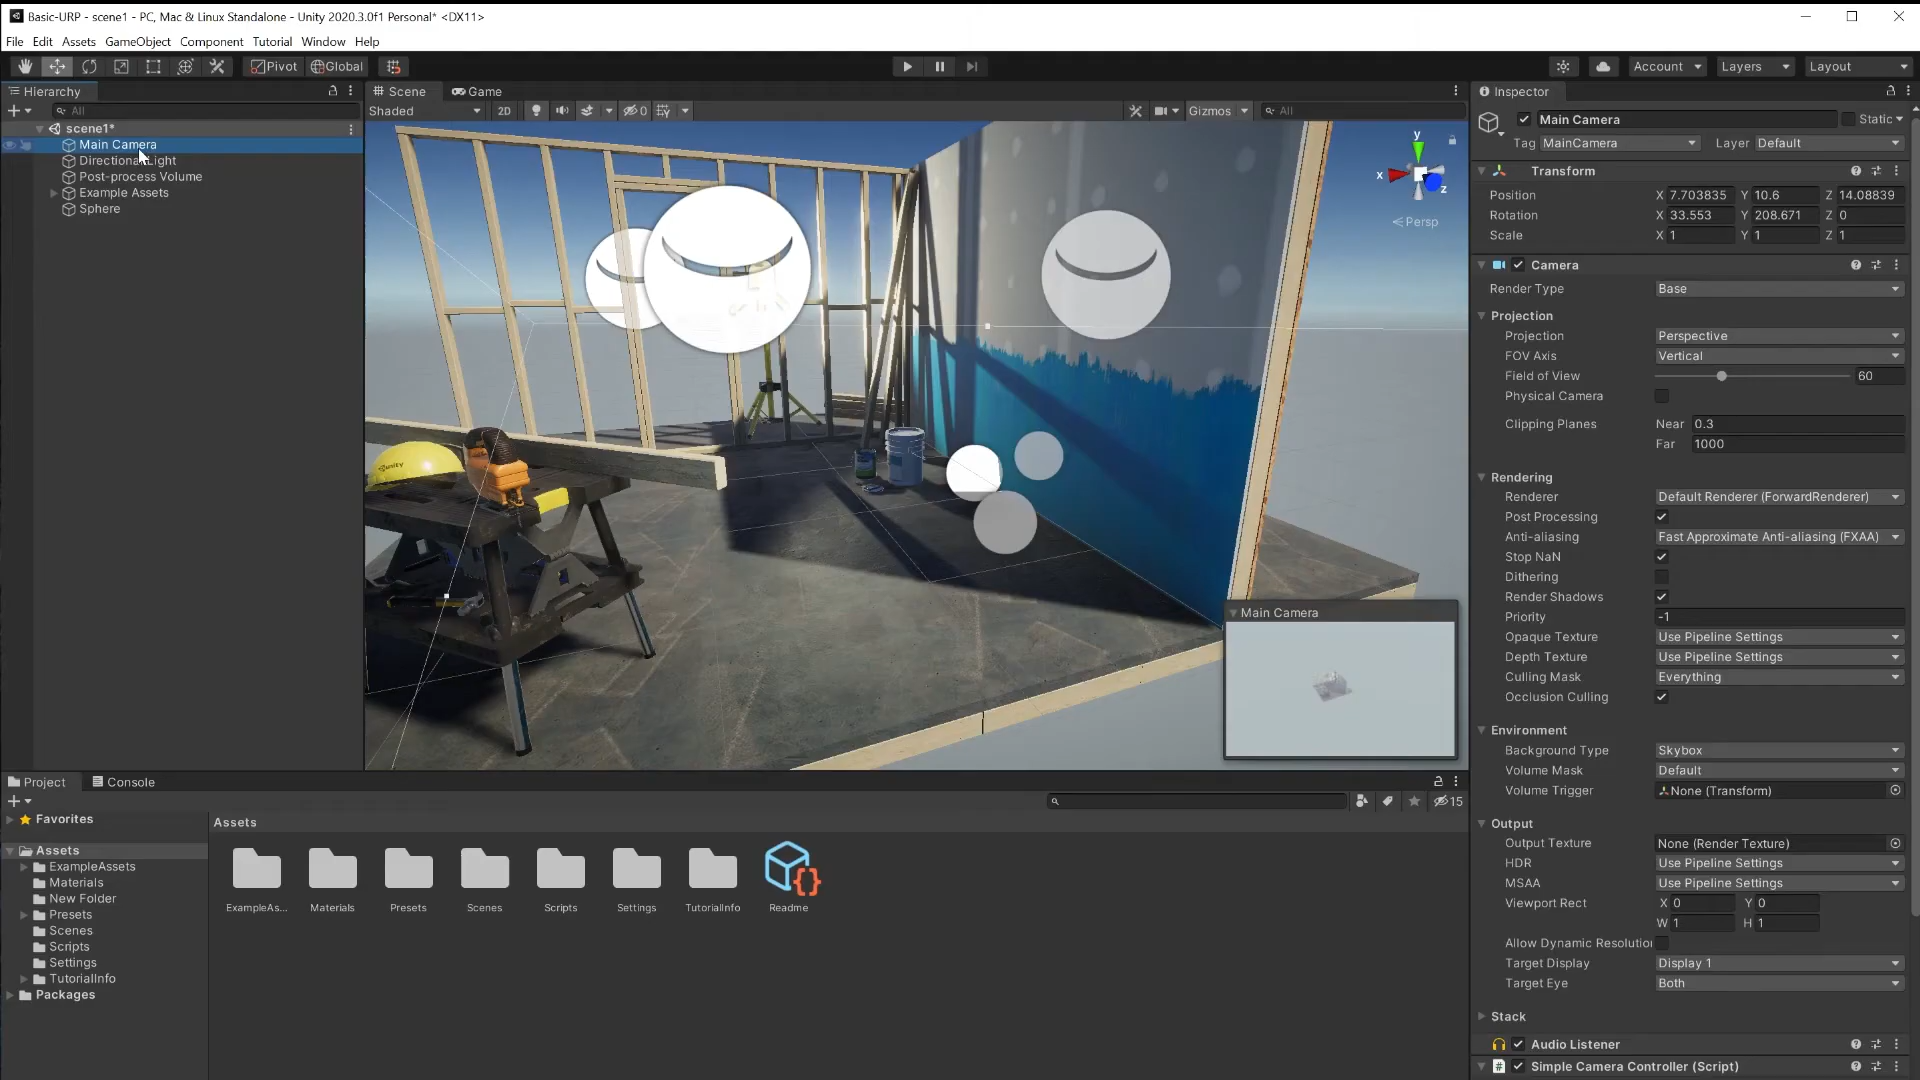 Basic-URP - scene1 - PC, Mac & Linux Standalone - Unity 2020.3.0f1 Personal* <DX11>
File Edit Assets GameObject Component Tutorial Window Help
Pivot Global Account Layers Layout
Hierarchy
All
scene1*
Main Camera
Directional Light
Post-process Volume
Example Assets
Sphere
Scene Game
Shaded 2D 0 Gizmos All
y
x
z
Persp
unity
Main Camera
Inspector
Main Camera Static
Tag MainCamera Layer Default
Transform
Position X 7.703835 Y 10.6 Z 14.08839
Rotation X 33.553 Y 208.671 Z 0
Scale X 1 Y 1 Z 1
Camera
Render Type Base
Projection
Projection Perspective
FOV Axis Vertical
Field of View 60
Physical Camera
Clipping Planes Near 0.3
Far 1000
Rendering
Renderer Default Renderer (ForwardRenderer)
Post Processing
Anti-aliasing Fast Approximate Anti-aliasing (FXAA)
Stop NaN
Dithering
Render Shadows
Priority -1
Opaque Texture Use Pipeline Settings
Depth Texture Use Pipeline Settings
Culling Mask Everything
Occlusion Culling
Environment
Background Type Skybox
Volume Mask Default
Volume Trigger None (Transform)
Output
Output Texture None (Render Texture)
HDR Use Pipeline Settings
MSAA Use Pipeline Settings
Viewport Rect X 0 Y 0
W 1 H 1
Allow Dynamic Resolutio
Target Display Display 1
Target Eye Both
Stack
Audio Listener
# Simple Camera Controller (Script)
Project Console
15
Favorites
Assets
ExampleAssets
Materials
New Folder
Presets
Scenes
Scripts
Settings
TutorialInfo
Packages
Assets
ExampleAs... Materials Presets Scenes Scripts Settings TutorialInfo Readme